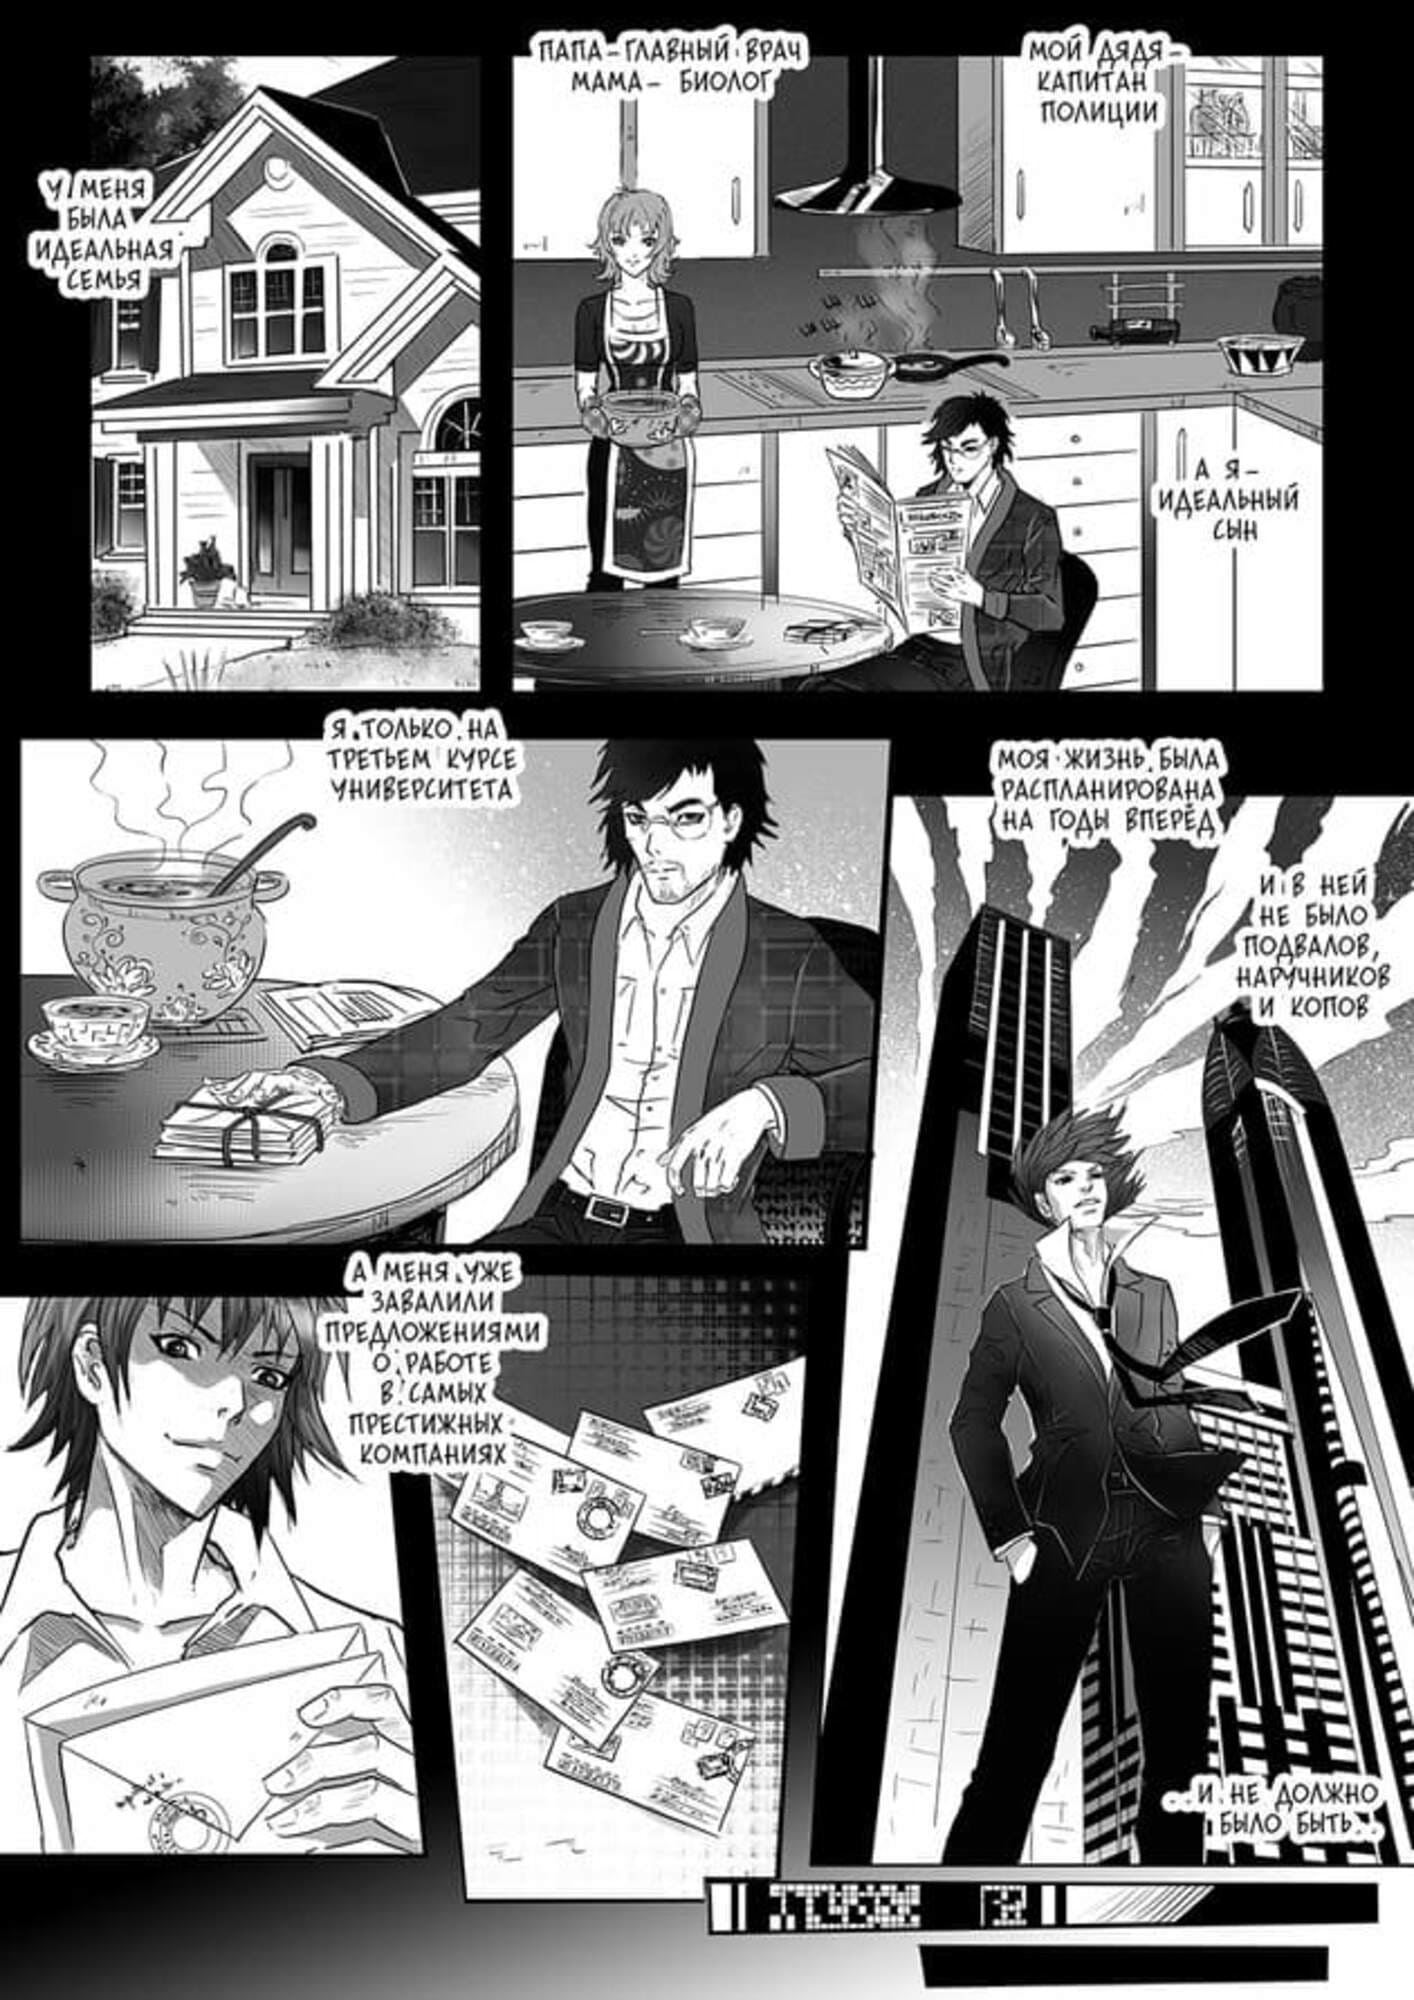 У МЕНЯ
БЫЛА
ИДЕАЛЬНАЯ
СЕМЬЯ
ПАПА - ГЛАВНЫЙ ВРАЧ
МАМА - БИОЛОГ
МОЙ ДЯДЯ -
КАПИТАН
ПОЛИЦИИ
А Я -
ИДЕАЛЬНЫЙ
СЫН
Я ТОЛЬКО НА
ТРЕТЬЕМ КУРСЕ
УНИВЕРСИТЕТА
МОЯ ЖИЗНЬ БЫЛА
РАСПЛАНИРОВАНА
НА ГОДЫ ВПЕРЁД
И В НЕЙ
НЕ БЫЛО
ПОДВАЛОВ,
НАРУЧНИКОВ
И КОПОВ
А МЕНЯ УЖЕ
ЗАВАЛИЛИ
ПРЕДЛОЖЕНИЯМИ
О РАБОТЕ
В САМЫХ
ПРЕСТИЖНЫХ
КОМПАНИЯХ
...И НЕ ДОЛЖНО
БЫЛО БЫТЬ...